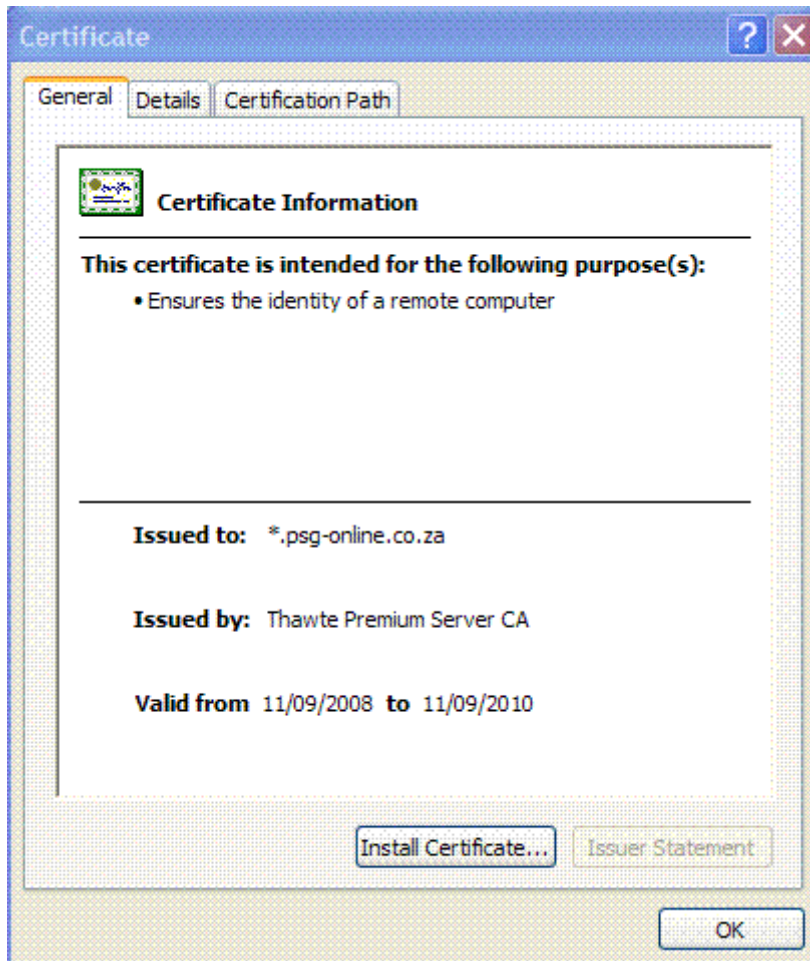 Certificate
General Details Certification Path
Certificate Information
This certificate is intended for the following purpose(s):
• Ensures the identity of a remote computer
Issued to: *.psg-online.co.za
Issued by: Thawte Premium Server CA
Valid from 11/09/2008 to 11/09/2010
Install Certificate... Issuer Statement
OK